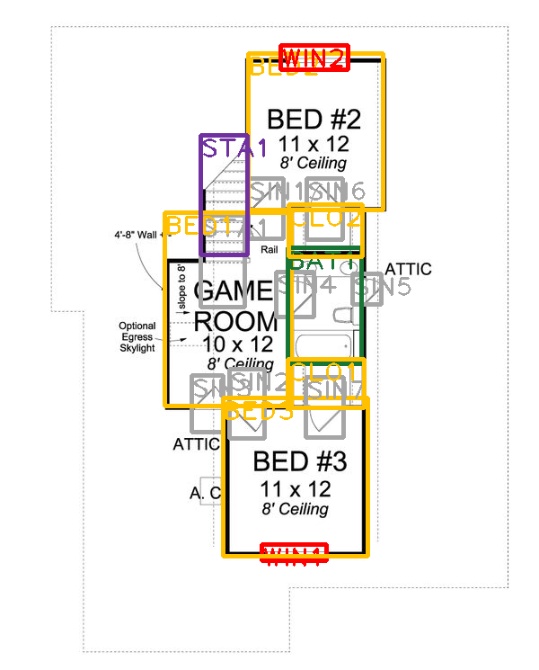 WIN2
BED2
BED #2
11 x 12
8' Ceiling
STA1
SIN1
SIN6
CLO2
STA1
4'-8" Wall
Rail
BAT1
ATTIC
slope to 8'
GAME
SIN4
SIN5
ROOM
Optional
Egress
Skylight
10 x 12
8' Ceiling
CLO1
SIN3
SIN2
SIN7
BED3
ATTIC
BED #3
A. C
11 x 12
8' Ceiling
WIN1